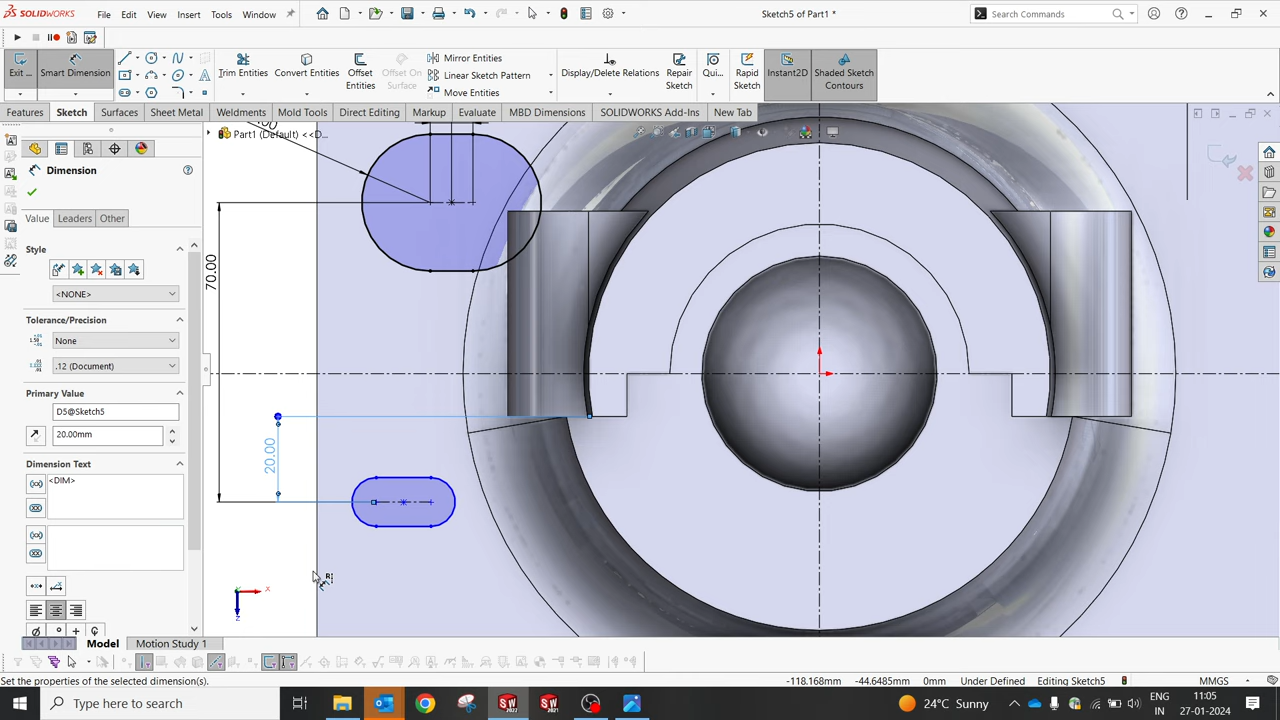 SOLIDWORKS
File
Edit
View
Insert
Tools
Window
Sketch5 of Part1 *
Search Commands
Exit ...
Smart Dimension
Trim Entities
Convert Entities
Offset Entities
Offset On Surface
Mirror Entities
Linear Sketch Pattern
Move Entities
Display/Delete Relations
Repair Sketch
Qui...
Rapid Sketch
Instant2D
Shaded Sketch Contours
Features
Sketch
Surfaces
Sheet Metal
Weldments
Mold Tools
Direct Editing
Markup
Evaluate
MBD Dimensions
SOLIDWORKS Add-Ins
New Tab
Part1 (Default) <<D...
Dimension
Value
Leaders
Other
Style
<NONE>
Tolerance/Precision
None
.12 (Document)
Primary Value
D5@Sketch5
20.00mm
Dimension Text
<DIM>
70.00
20.00
X
Z
Model
Motion Study 1
Set the properties of the selected dimension(s).
-118.168mm
-44.6485mm
0mm
Under Defined
Editing Sketch5
MMGS
Type here to search
24°C Sunny
ENG
IN
11:05
27-01-2024